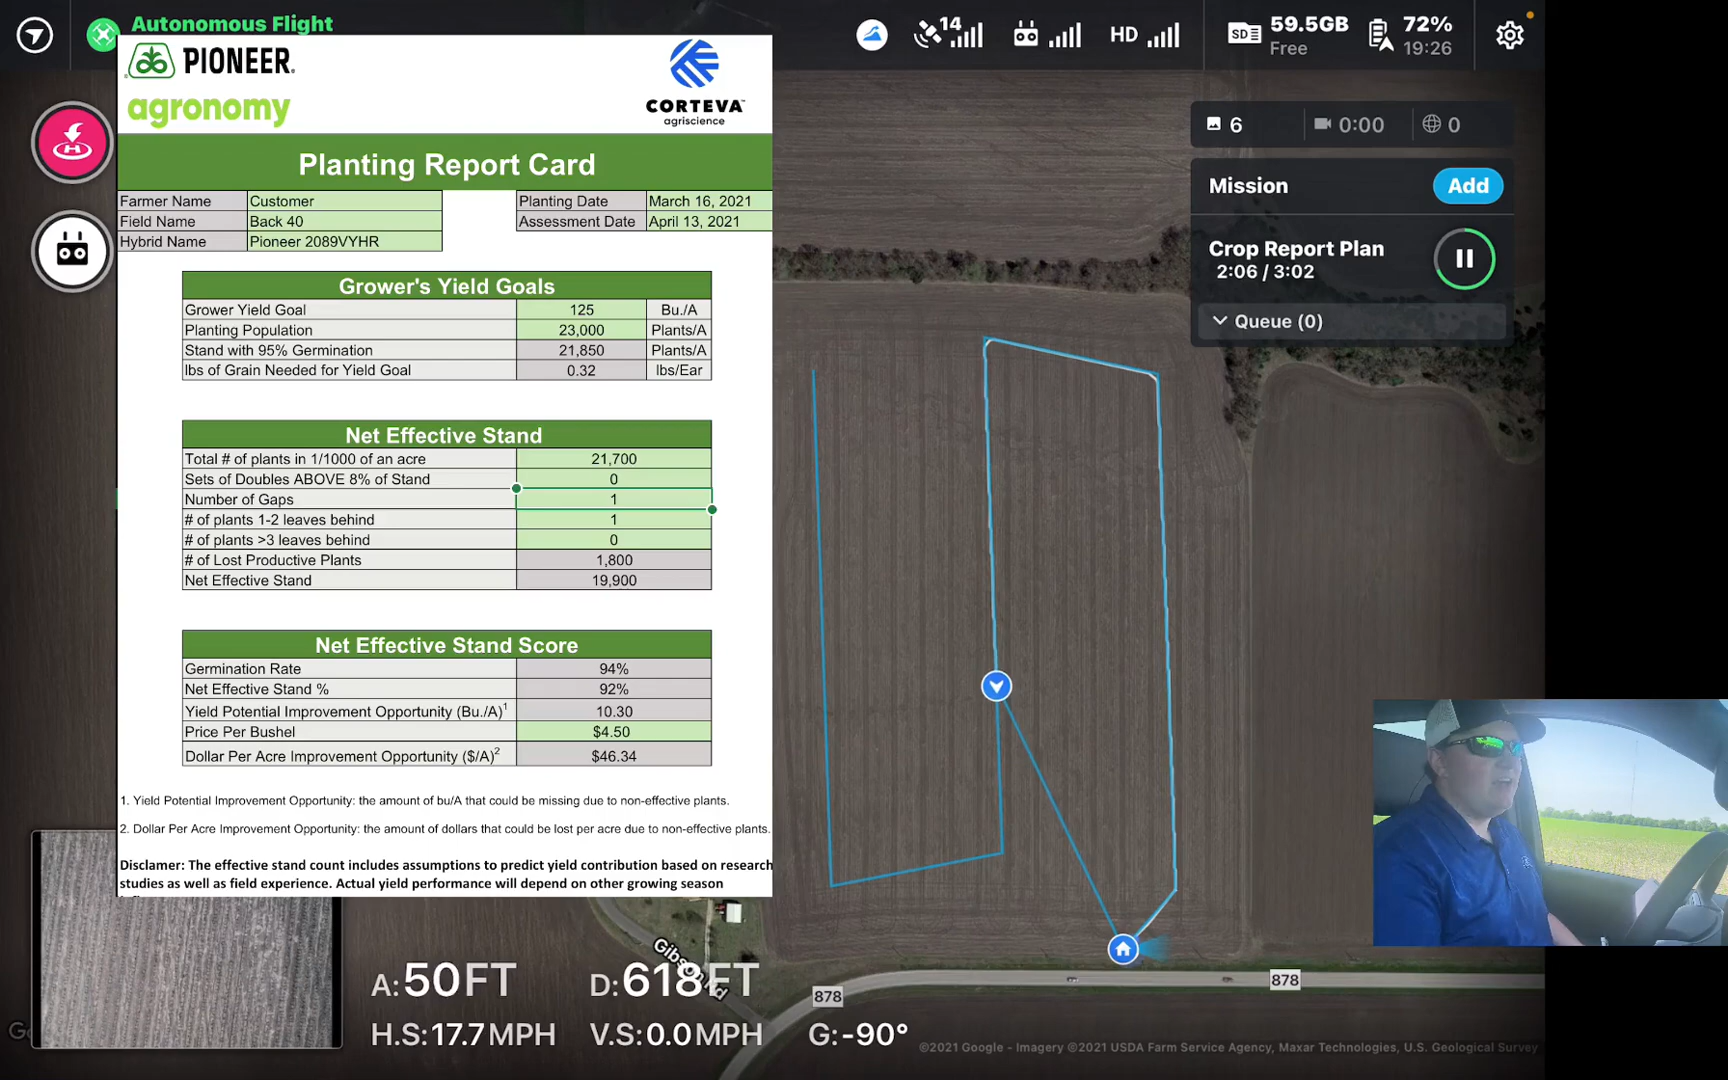 Autonomous Flight
14
HD
59.5GB
Free
72%
19:26
PIONEER.
agronomy
CORTEVA™
agriscience
Planting Report Card
Farmer Name Customer
Field Name Back 40
Hybrid Name Pioneer 2089VYHR
Planting Date March 16, 2021
Assessment Date April 13, 2021
Grower's Yield Goals
Grower Yield Goal 125 Bu./A
Planting Population 23,000 Plants/A
Stand with 95% Germination 21,850 Plants/A
lbs of Grain Needed for Yield Goal 0.32 lbs/Ear
Net Effective Stand
Total # of plants in 1/1000 of an acre 21,700
Sets of Doubles ABOVE 8% of Stand 0
Number of Gaps 1
# of plants 1-2 leaves behind 1
# of plants >3 leaves behind 0
# of Lost Productive Plants 1,800
Net Effective Stand 19,900
Net Effective Stand Score
Germination Rate 94%
Net Effective Stand % 92%
Yield Potential Improvement Opportunity (Bu./A)¹ 10.30
Price Per Bushel $4.50
Dollar Per Acre Improvement Opportunity ($/A)² $46.34
1. Yield Potential Improvement Opportunity: the amount of bu/A that could be missing due to non-effective plants.
2. Dollar Per Acre Improvement Opportunity: the amount of dollars that could be lost per acre due to non-effective plants.
Disclamer: The effective stand count includes assumptions to predict yield contribution based on research
studies as well as field experience. Actual yield performance will depend on other growing season
6
0:00
0
Mission
Add
Crop Report Plan
2:06 / 3:02
Queue (0)
878
878
A:50FT
D:618FT
H.S:17.7MPH
V.S:0.0MPH
G:-90°
©2021 Google - Imagery ©2021 USDA Farm Service Agency, Maxar Technologies, U.S. Geological Survey